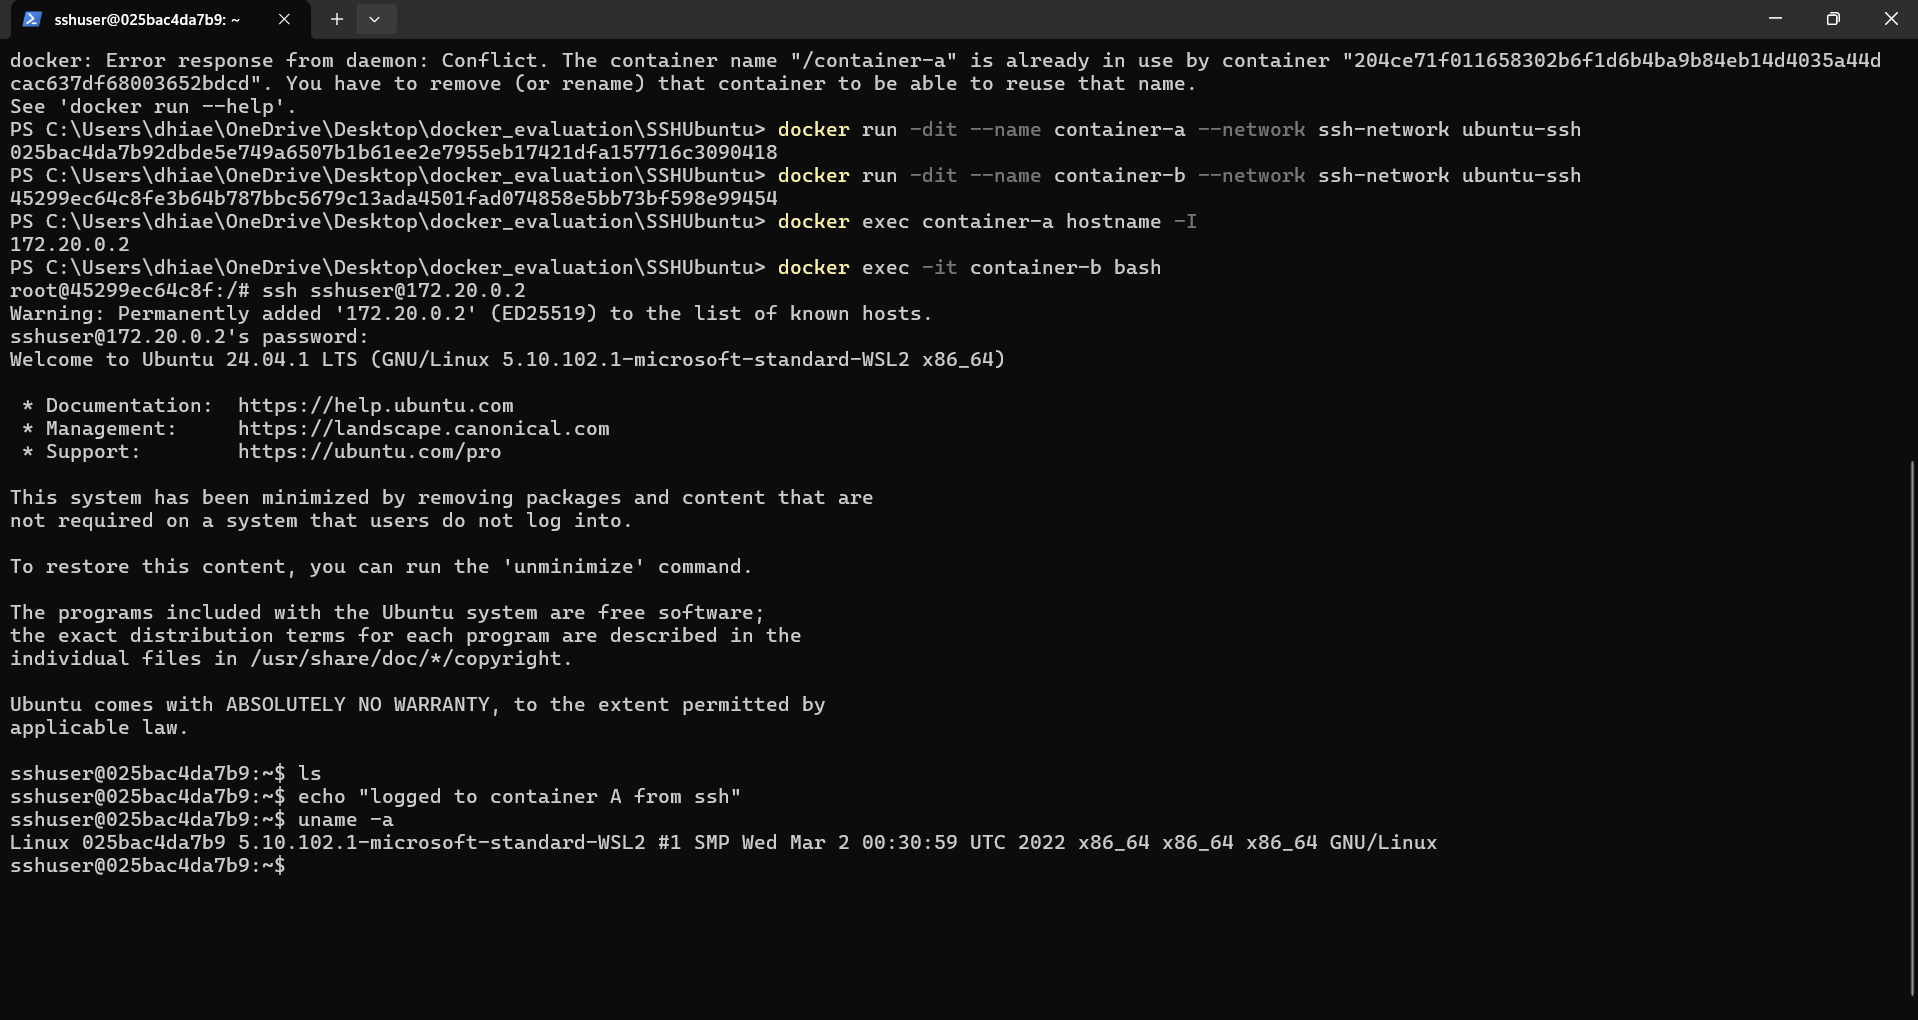 sshuser@025bac4da7b9: ~
docker: Error response from daemon: Conflict. The container name "/container-a" is already in use by container "204ce71f011658302b6f1d6b4ba9b84eb14d4035a44d
cac637df68003652bdcd". You have to remove (or rename) that container to be able to reuse that name.
See 'docker run --help'.
PS C:\Users\dhiae\OneDrive\Desktop\docker_evaluation\SSHUbuntu> docker run -dit --name container-a --network ssh-network ubuntu-ssh
025bac4da7b92dbde5e749a6507b1b61ee2e7955eb17421dfa157716c3090418
PS C:\Users\dhiae\OneDrive\Desktop\docker_evaluation\SSHUbuntu> docker run -dit --name container-b --network ssh-network ubuntu-ssh
45299ec64c8fe3b64b787bbc5679c13ada4501fad074858e5bb73bf598e99454
PS C:\Users\dhiae\OneDrive\Desktop\docker_evaluation\SSHUbuntu> docker exec container-a hostname -I
172.20.0.2
PS C:\Users\dhiae\OneDrive\Desktop\docker_evaluation\SSHUbuntu> docker exec -it container-b bash
root@45299ec64c8f:/# ssh sshuser@172.20.0.2
Warning: Permanently added '172.20.0.2' (ED25519) to the list of known hosts.
sshuser@172.20.0.2's password:
Welcome to Ubuntu 24.04.1 LTS (GNU/Linux 5.10.102.1-microsoft-standard-WSL2 x86_64)
* Documentation:  https://help.ubuntu.com
* Management:     https://landscape.canonical.com
* Support:        https://ubuntu.com/pro
This system has been minimized by removing packages and content that are
not required on a system that users do not log into.
To restore this content, you can run the 'unminimize' command.
The programs included with the Ubuntu system are free software;
the exact distribution terms for each program are described in the
individual files in /usr/share/doc/*/copyright.
Ubuntu comes with ABSOLUTELY NO WARRANTY, to the extent permitted by
applicable law.
sshuser@025bac4da7b9:~$ ls
sshuser@025bac4da7b9:~$ echo "logged to container A from ssh"
sshuser@025bac4da7b9:~$ uname -a
Linux 025bac4da7b9 5.10.102.1-microsoft-standard-WSL2 #1 SMP Wed Mar 2 00:30:59 UTC 2022 x86_64 x86_64 x86_64 GNU/Linux
sshuser@025bac4da7b9:~$